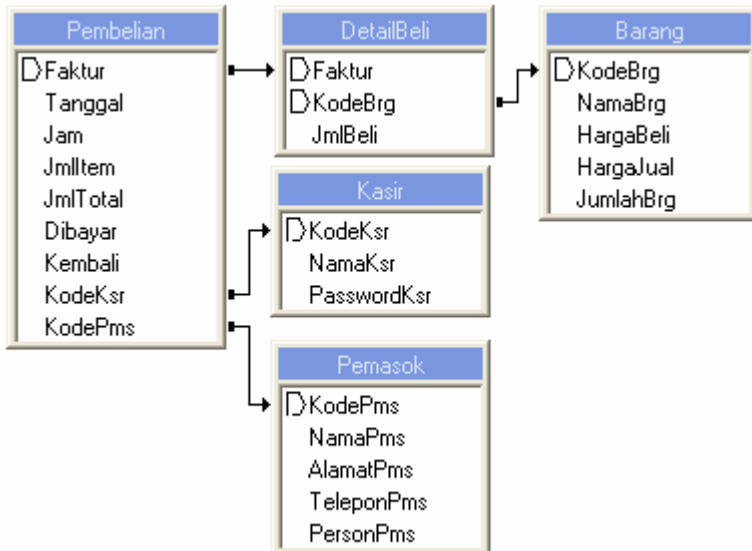 Pembelian
Faktur
Tanggal
Jam
JmlItem
JmlTotal
Dibayar
Kembali
KodeKsr
KodePms
DetailBeli
Faktur
KodeBrg
JmlBeli
Barang
KodeBrg
NamaBrg
HargaBeli
HargaJual
JumlahBrg
Kasir
KodeKsr
NamaKsr
PasswordKsr
Pemasok
KodePms
NamaPms
AlamatPms
TeleponPms
PersonPms